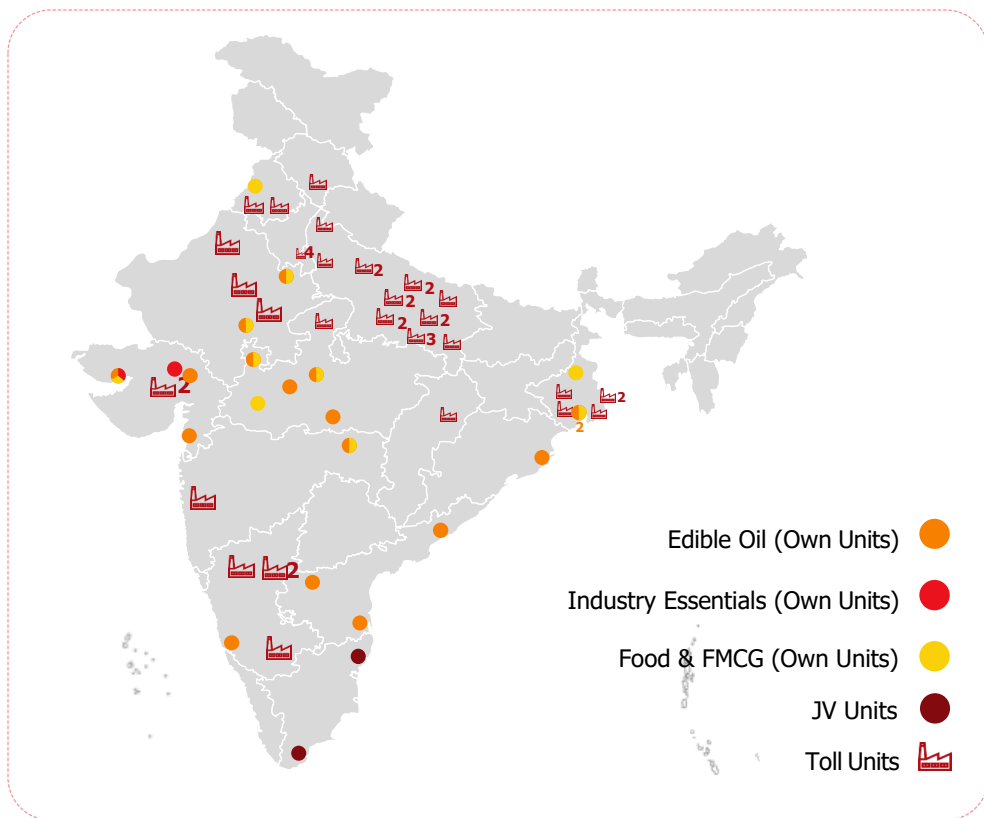 4
2
2
2
2
2
3
2
2
2
2
Edible Oil (Own Units)
Industry Essentials (Own Units)
Food & FMCG (Own Units)
JV Units
Toll Units